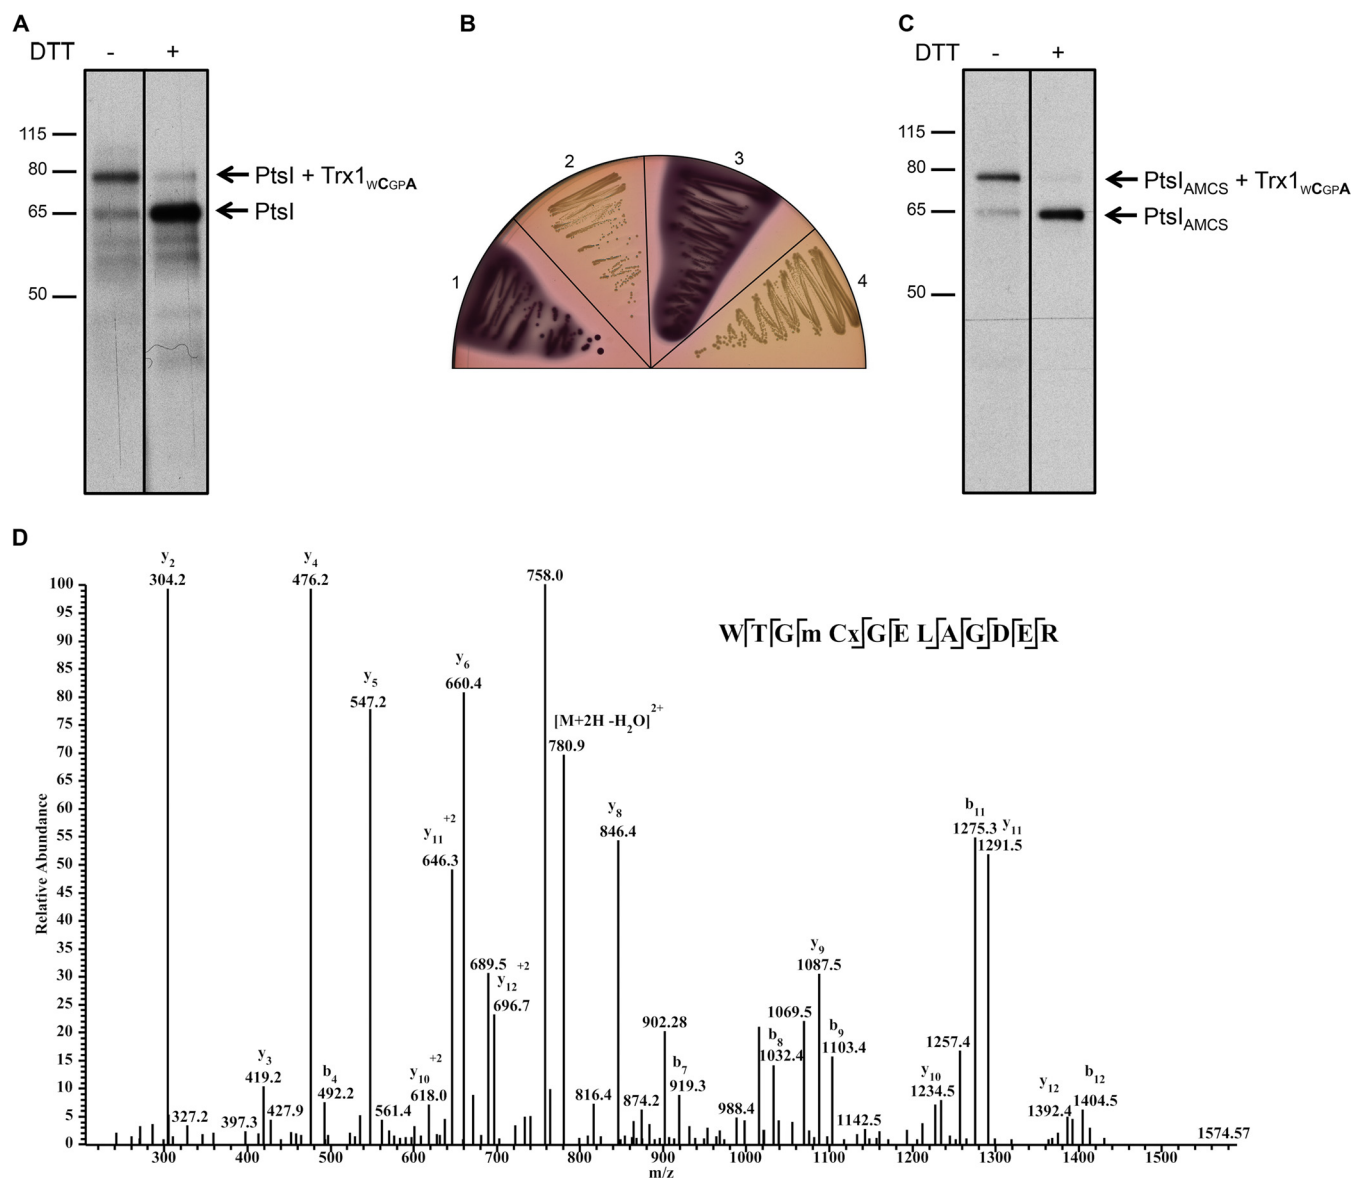 A
DTT - +
115
80
65
50
PtsI + Trx1WCGPA
PtsI
B
1
2
3
4
C
DTT - +
115
80
65
50
PtsIAMCS + Trx1WCGPA
PtsIAMCS
D
Relative Abundance
100
95
90
85
80
75
70
65
60
55
50
45
40
35
30
25
20
15
10
5
0
WTGm CxGE LAGDER
y2
304.2
y4
476.2
758.0
y5
547.2
y6
660.4
[M+2H -H2O]2+
780.9
y11+2
646.3
y8
846.4
b11
1275.3
y11
1291.5
689.5
y12+2
696.7
y9
1087.5
1069.5
902.28
b8
1032.4
b9
1103.4
1257.4
y3
419.2
b4
492.2
y10+2
618.0
b7
919.3
y10
1234.5
y12
1392.4
b12
1404.5
327.2
397.3
427.9
561.4
816.4
874.2
988.4
1142.5
1574.57
300
400
500
600
700
800
900
1000
1100
1200
1300
1400
1500
m/z